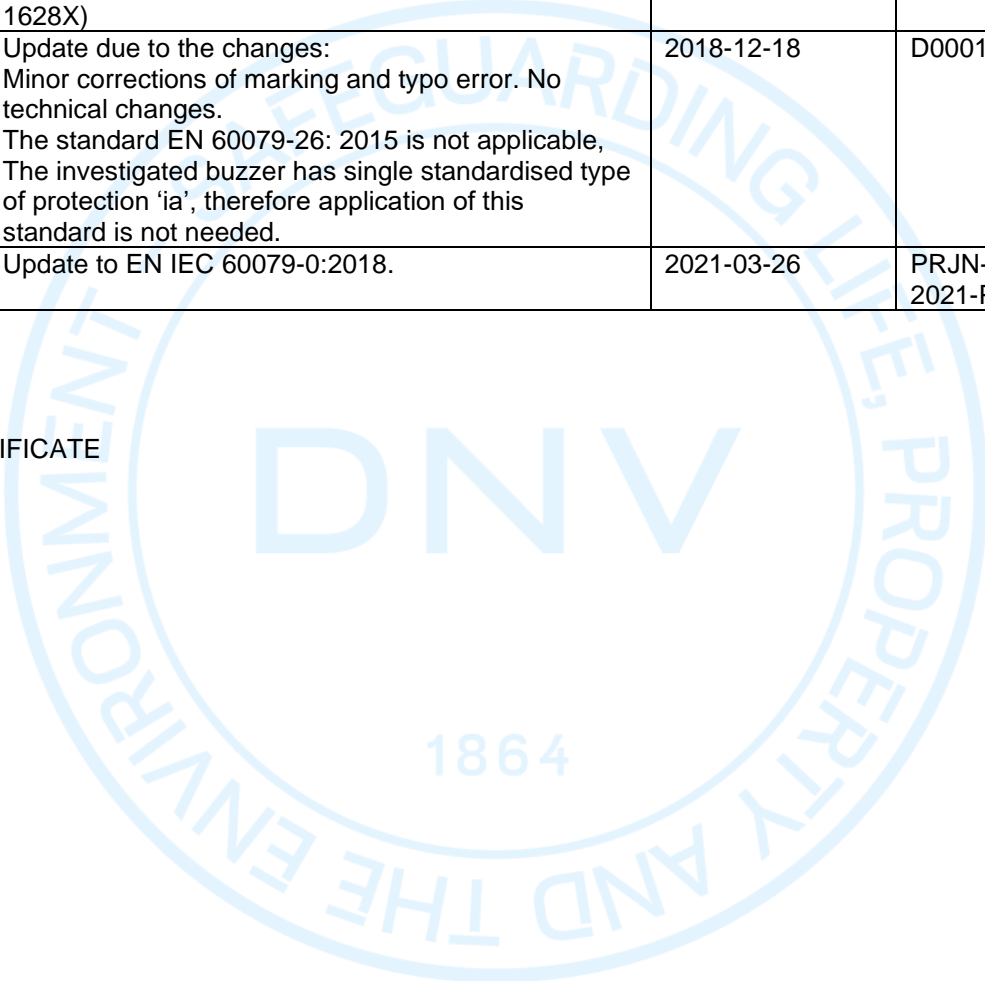 1628X)
Update due to the changes: 2018-12-18 D0001
Minor corrections of marking and typo error. No
technical changes.
The standard EN 60079-26: 2015 is not applicable,
The investigated buzzer has single standardised type
of protection ‘ia’, therefore application of this
standard is not needed.
Update to EN IEC 60079-0:2018. 2021-03-26 PRJN-
2021-P
IFICATE
SAFEGUARDING LIFE, PROPERTY AND THE ENVIRONMENT
DNV
1864